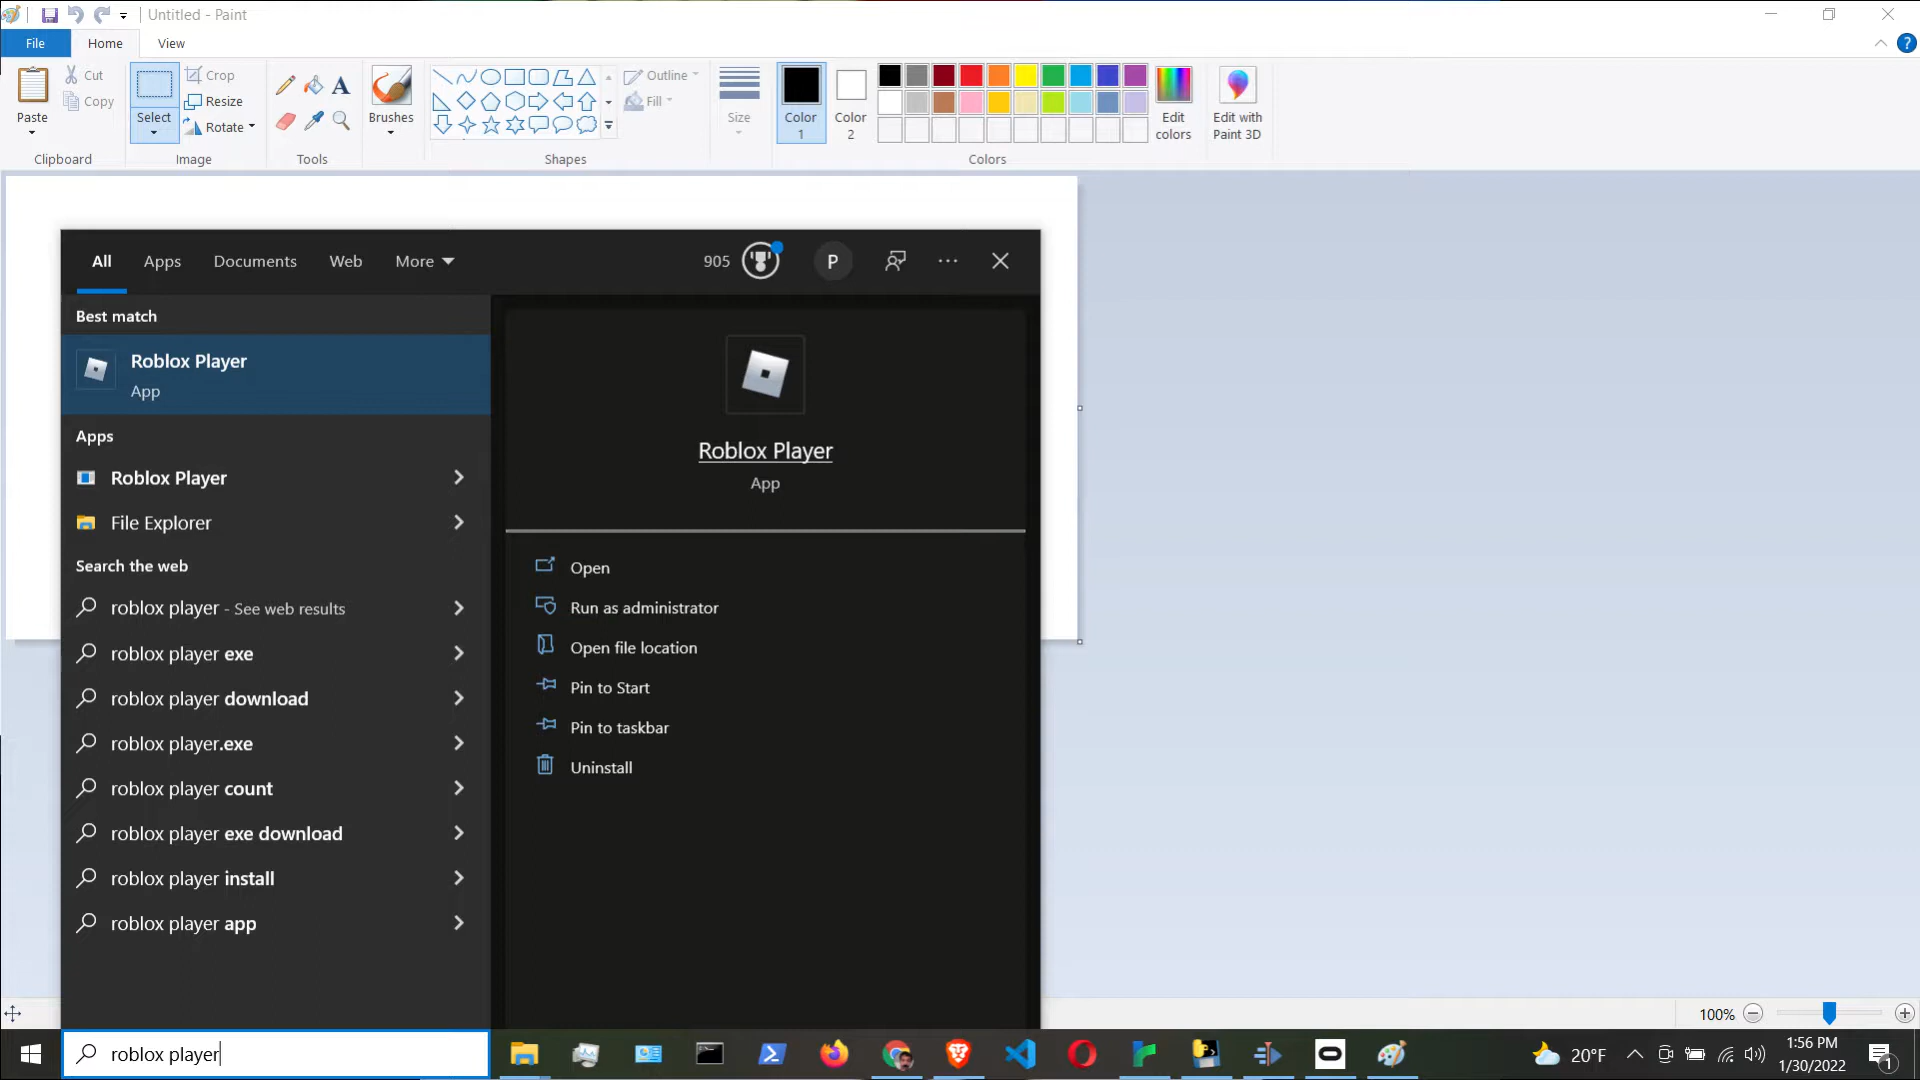 Untitled - Paint
File Home View
Paste
Cut
Copy
Clipboard
Select
Crop
Resize
Rotate
Image
A
Tools
Brushes
Outline
Fill
Shapes
Size
Color 1
Color 2
Edit colors
Edit with Paint 3D
Colors
All Apps Documents Web More 905 P
Best match
Roblox Player
App
Apps
Roblox Player
File Explorer
Search the web
roblox player - See web results
roblox player exe
roblox player download
roblox player.exe
roblox player count
roblox player exe download
roblox player install
roblox player app
Roblox Player
App
Open
Run as administrator
Open file location
Pin to Start
Pin to taskbar
Uninstall
100%
roblox player
20°F
1:56 PM
1/30/2022
1